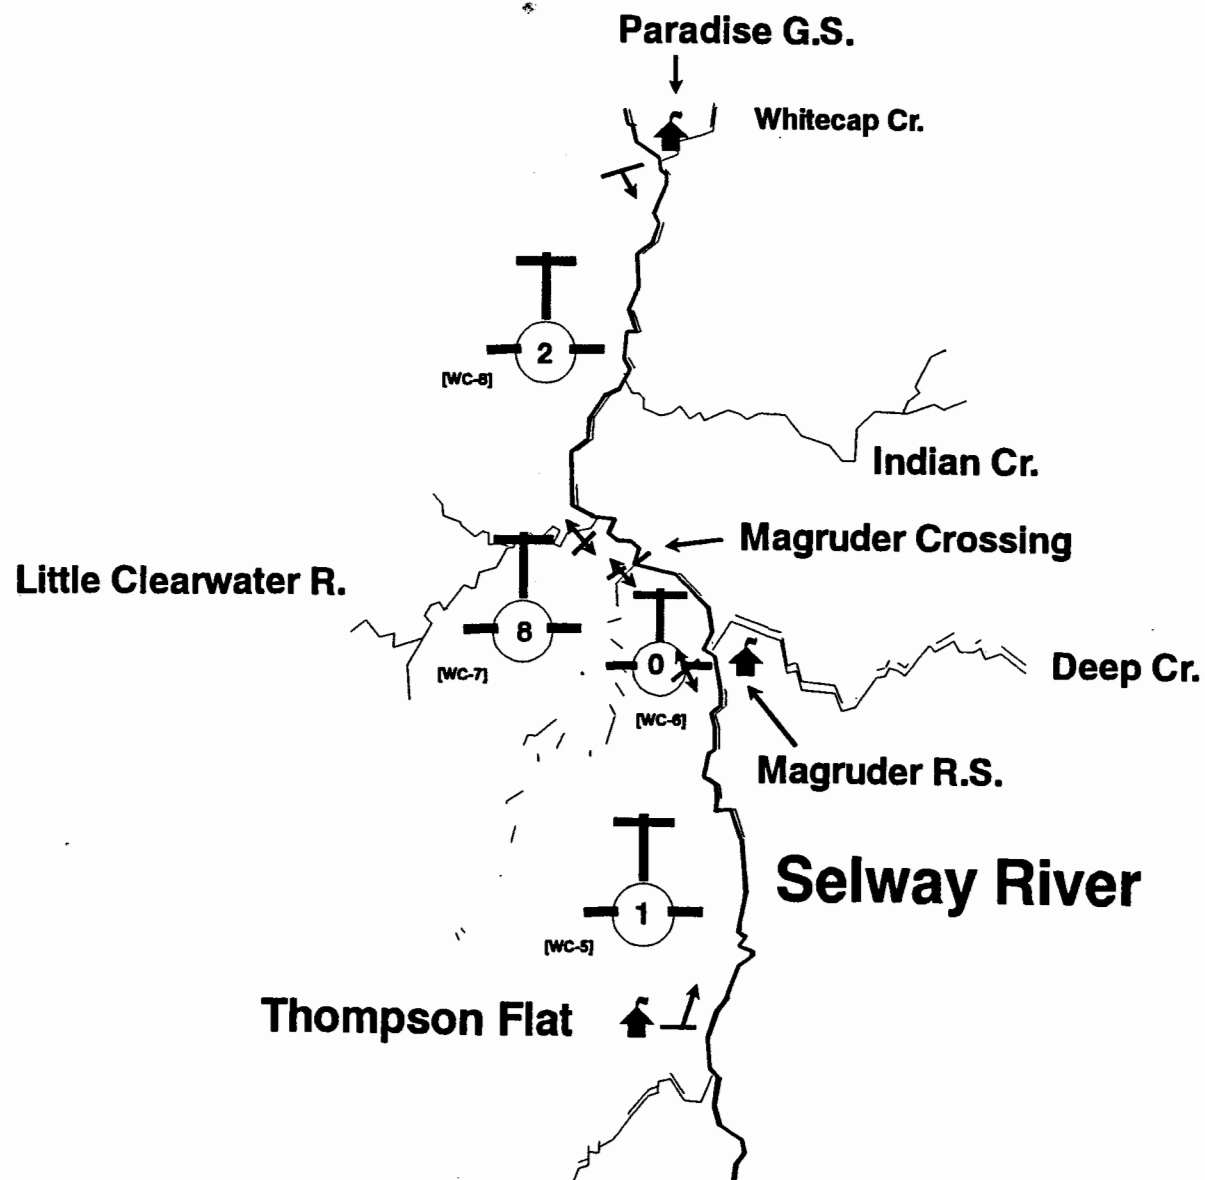 Paradise G.S.
Whitecap Cr.
2
[WC-8]
Indian Cr.
Magruder Crossing
Little Clearwater R.
8
[WC-7]
0
[WC-6]
Deep Cr.
Magruder R.S.
Selway River
1
[WC-5]
Thompson Flat